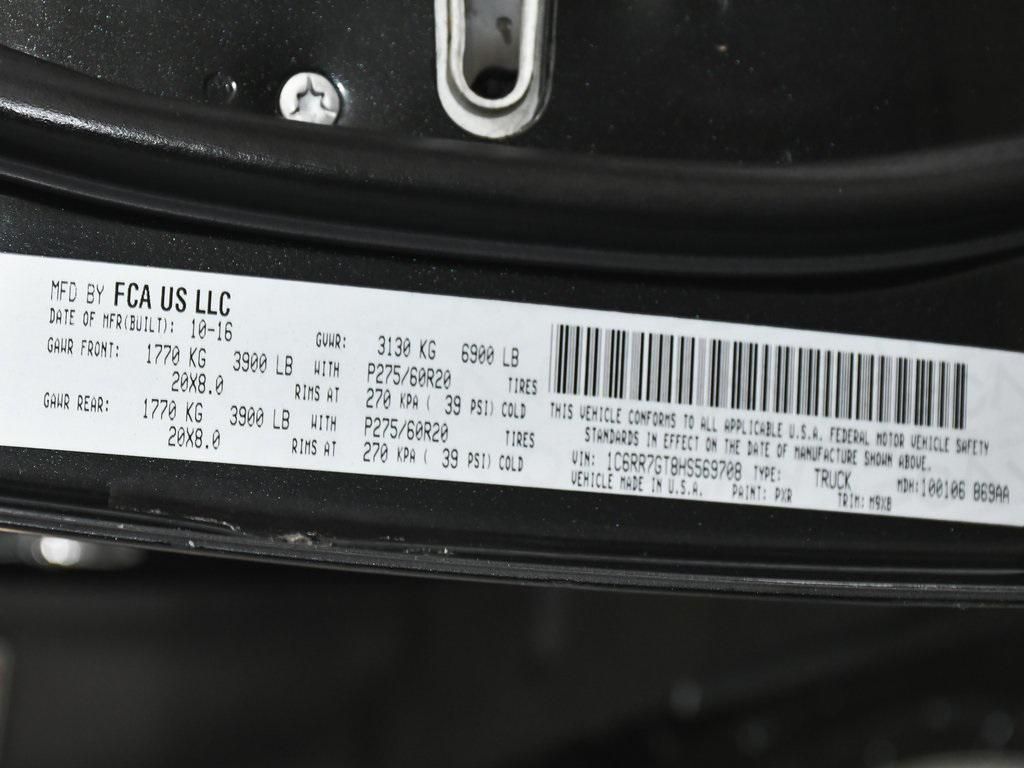 MFD BY FCA US LLC
DATE OF MFR(BUILT): 10-16 GVWR: 3130 KG 6900 LB
GAWR FRONT: 1770 KG 3900 LB WITH P275/60R20 TIRES
20X8.0 RIMS AT 270 KPA ( 39 PSI) COLD
GAWR REAR: 1770 KG 3900 LB WITH P275/60R20 TIRES
20X8.0 RIMS AT 270 KPA ( 39 PSI) COLD
THIS VEHICLE CONFORMS TO ALL APPLICABLE U.S.A. FEDERAL MOTOR VEHICLE SAFETY
STANDARDS IN EFFECT ON THE DATE OF MANUFACTURE SHOWN ABOVE.
VIN: 1C6RR7GT8HS569708 TYPE: TRUCK MDH:100106 869AA
VEHICLE MADE IN U.S.A. PAINT: PXR TRIM: M9X8